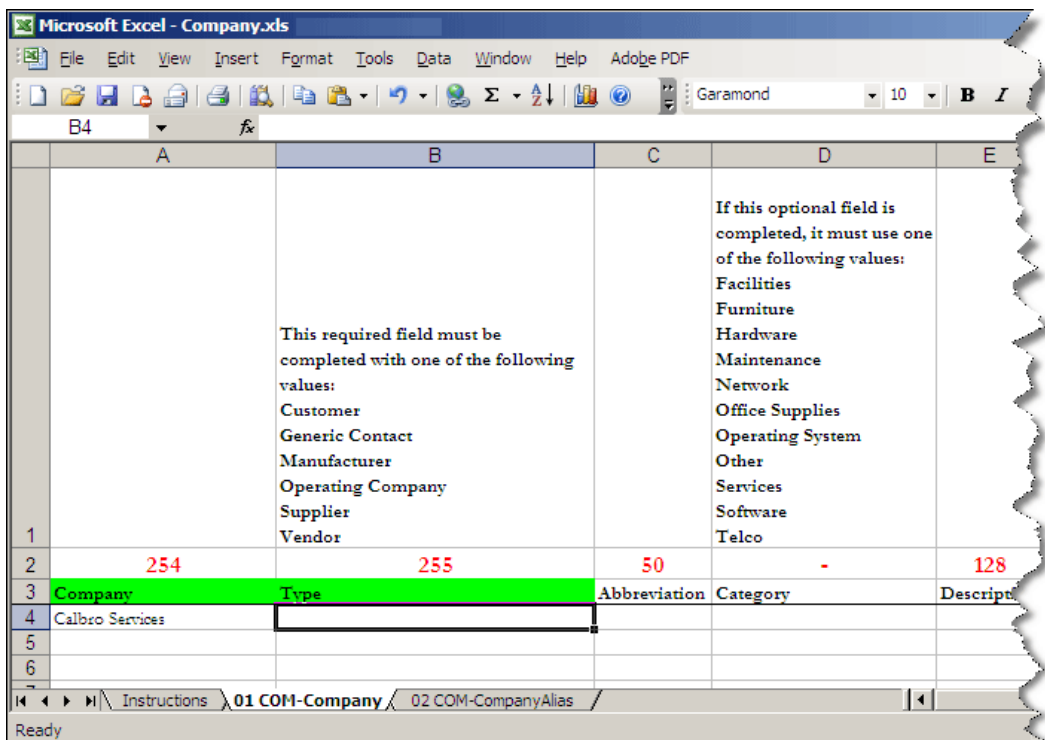 Microsoft Excel - Company.xls
File Edit View Insert Format Tools Data Window Help Adobe PDF
Garamond 10 B I
B4 fx
A B C D E
If this optional field is
completed, it must use one
of the following values:
Facilities
Furniture
This required field must be Hardware
completed with one of the following Maintenance
values: Network
Customer Office Supplies
Generic Contact Operating System
Manufacturer Other
Operating Company Services
Supplier Software
1 Vendor Telco
2 254 255 50 - 128
3 Company Type Abbreviation Category Descript
4 Calbro Services
5
6
Instructions 01 COM-Company 02 COM-CompanyAlias
Ready